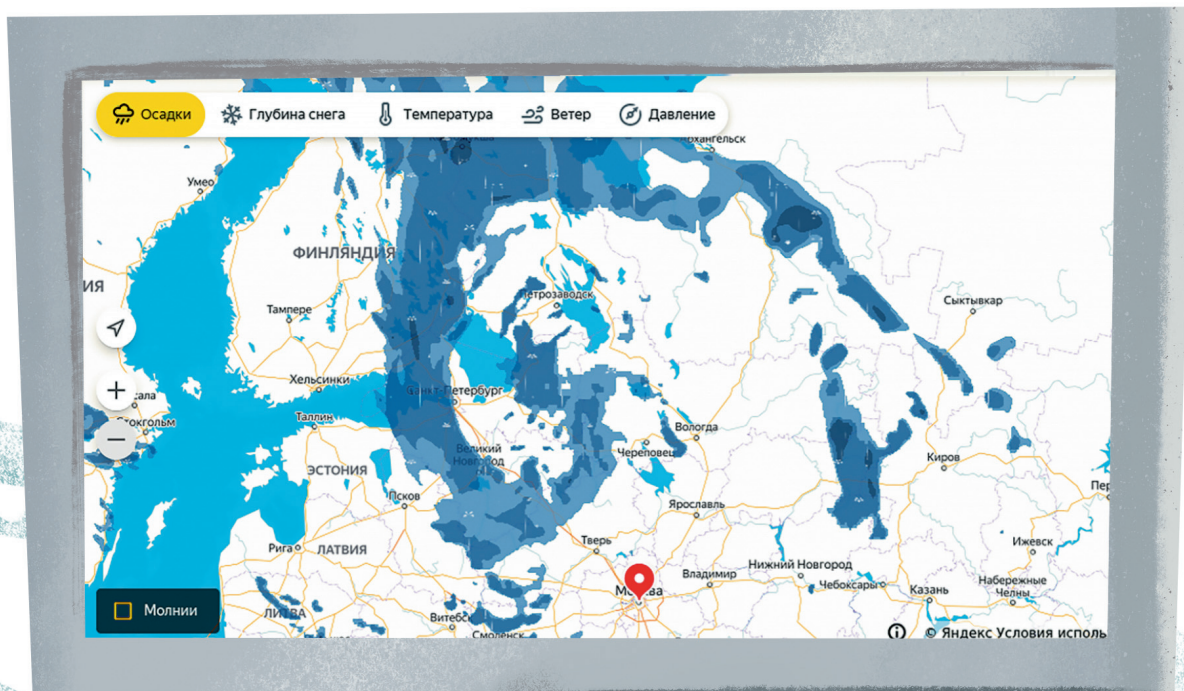 Осадки
Глубина снега
Температура
Ветер
Давление
Умео
ФИНЛЯНДИЯ
Петрозаводск
Сыктывкар
Тампере
Хельсинки
Санкт-Петербург
Таллин
Вологда
Великий
Новгород
Череповец
Киров
ЭСТОНИЯ
Псков
Ярославль
Тверь
Ижевск
Рига
ЛАТВИЯ
Нижний Новгород
Владимир
Чебоксары
Казань
Набережные
Челны
Москва
Молнии
ЛИТВА
Витебск
Смоленск
© Яндекс Условия исполь